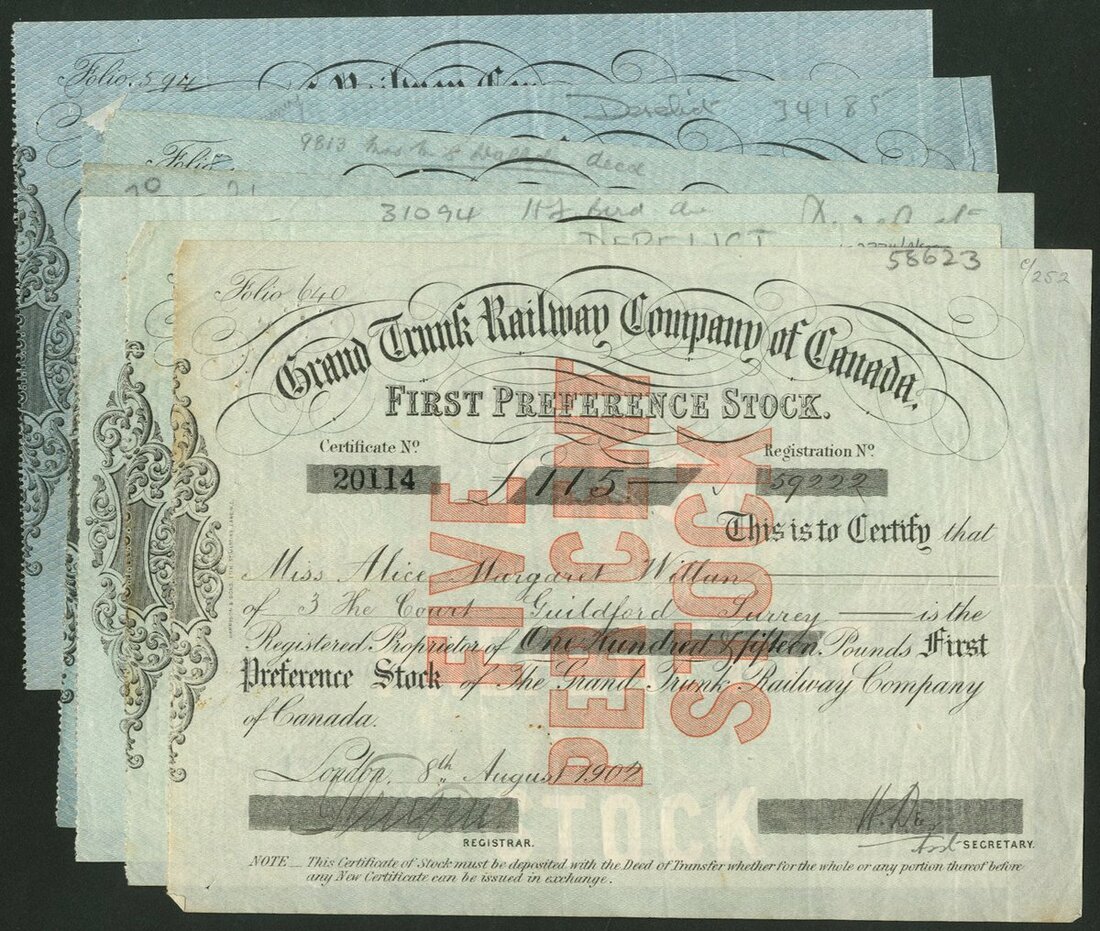 Folio 594
Railway
Derelict 34185
Folio
9813
deced
31094
DERELICT
58623
c/252
Folio 640
Grand Trunk Railway Company of Canada.
FIRST PREFERENCE STOCK.
Certificate No. Registration No.
20114 £115— 59222
This is to Certify that
Miss Alice Margaret Willan
of 3 The Court Guildford Surrey is the
Registered Proprietor of One Hundred & fifteen Pounds First
Preference Stock of The Grand Trunk Railway Company
of Canada.
FIVE
PER CENT
STOCK
London, 8th August 1902
STOCK
REGISTRAR.
Asst SECRETARY.
NOTE _ This Certificate of Stock must be deposited with the Deed of Transfer whether for the whole or any portion thereof before
any New Certificate can be issued in exchange.